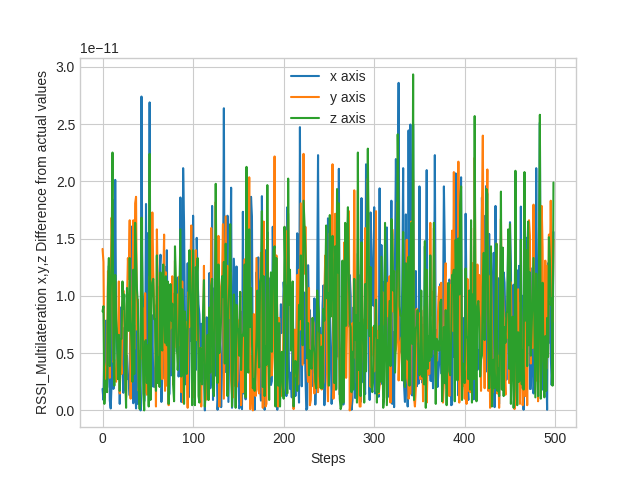 1e−11
3.0
2.5
2.0
1.5
1.0
0.5
0.0
RSSI_Multilateration x,y,z Difference from actual values
x axis
y axis
z axis
0 100 200 300 400 500
Steps